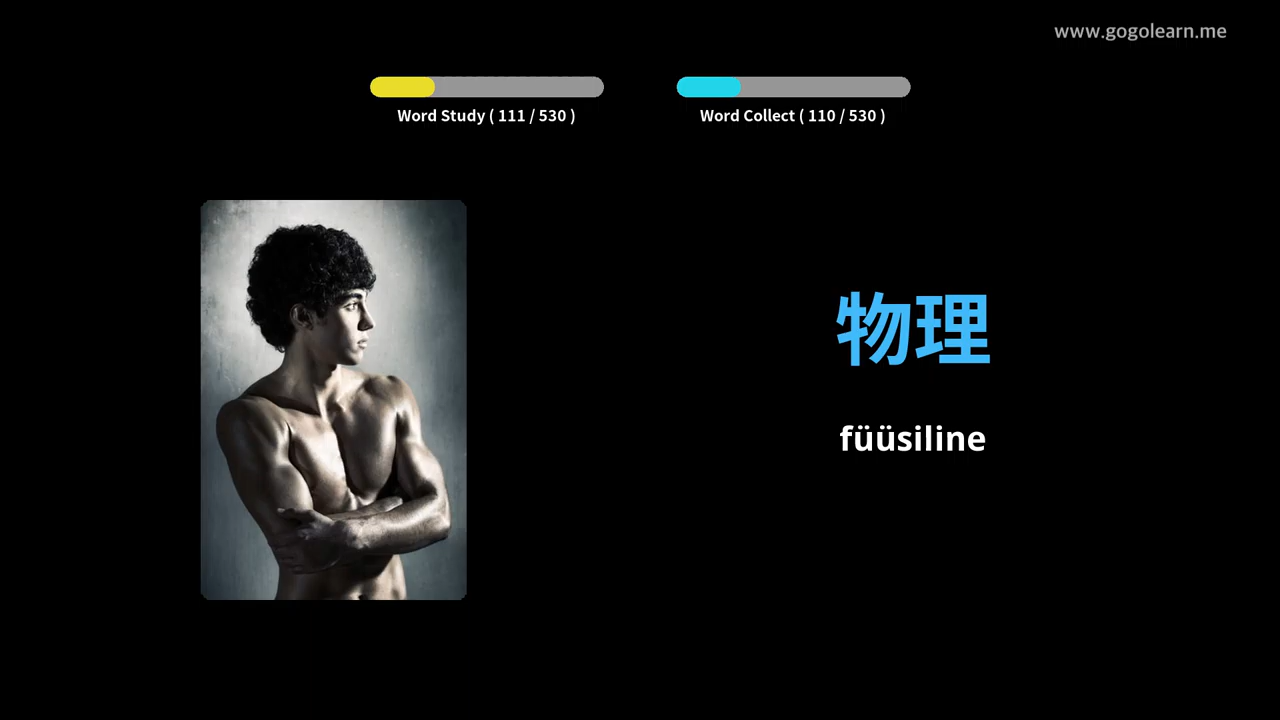 www.gogolearn.me
Word Study ( 111 / 530 )
Word Collect ( 110 / 530 )
物理
füüsiline